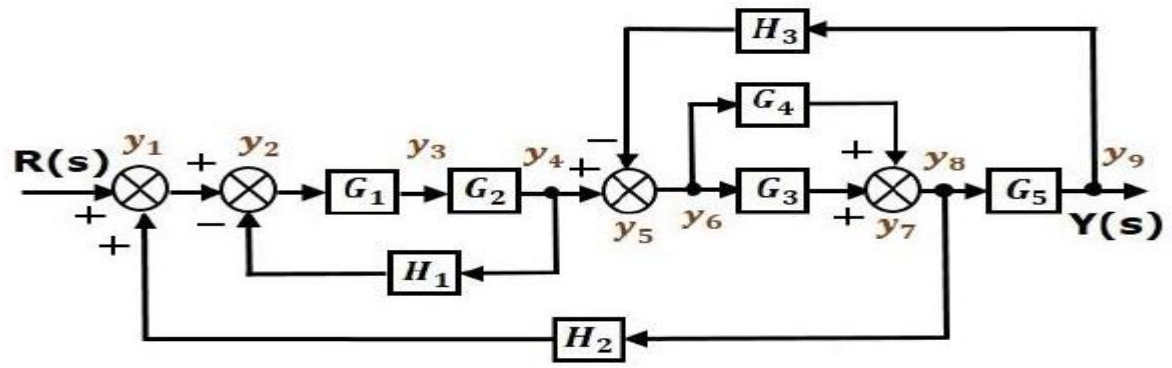 H₃
G₄
− 
y₁ + y₂ y₃ y₄ + + y₈ y₉
R(s) G₁ G₂ G₃ G₅
+ − y₅ y₆ + y₇ Y(s)
+
H₁
H₂